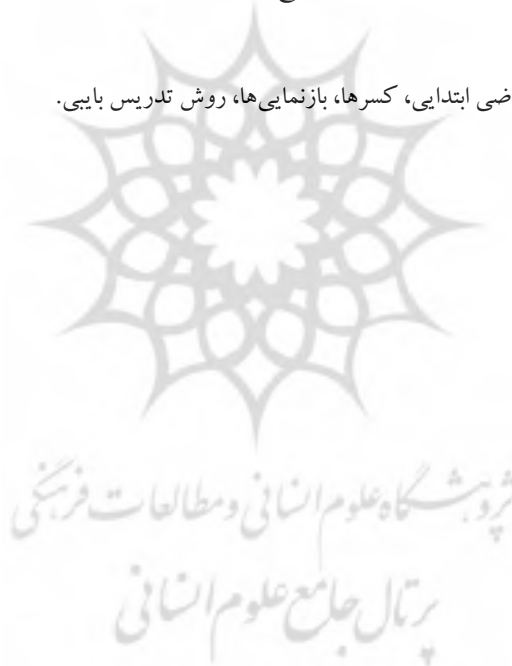 ضی ابتدایی، کسرها، بازنمایی‌ها، روش تدریس بایبی.
پژوهشگاه علوم انسانی و مطالعات فرهنگی
پرتال جامع علوم انسانی